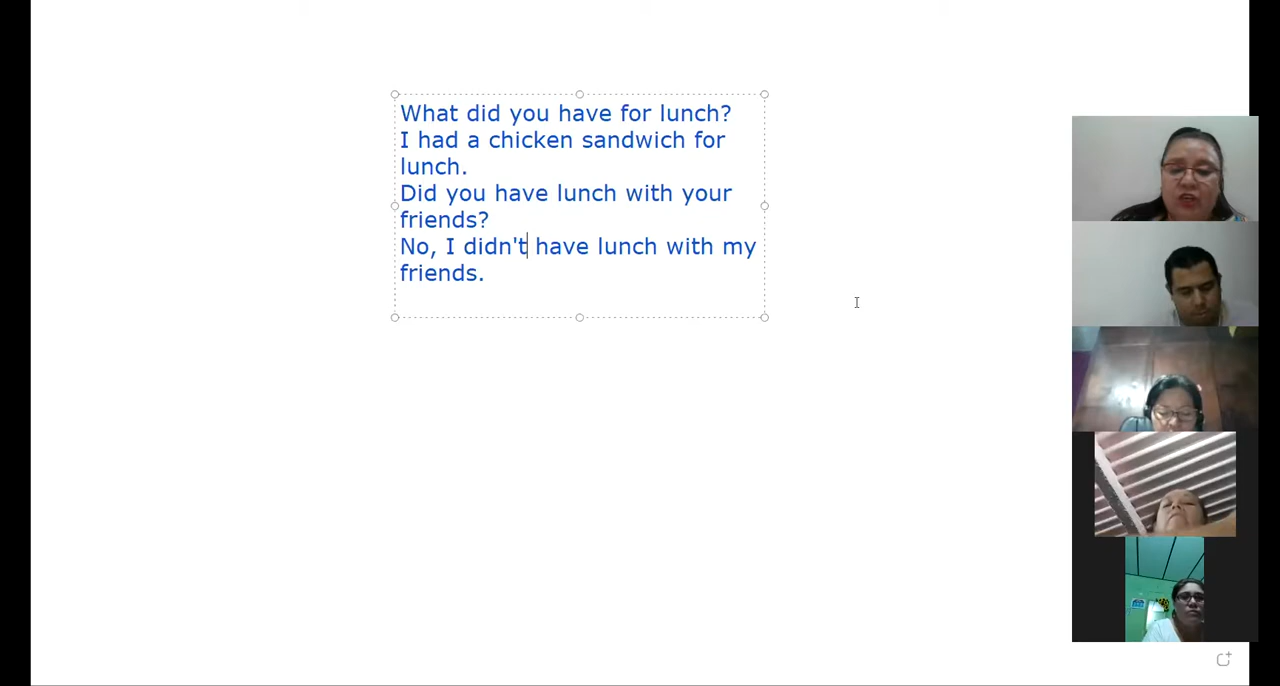 What did you have for lunch?
I had a chicken sandwich for
lunch.
Did you have lunch with your
friends?
No, I didn't have lunch with my
friends.